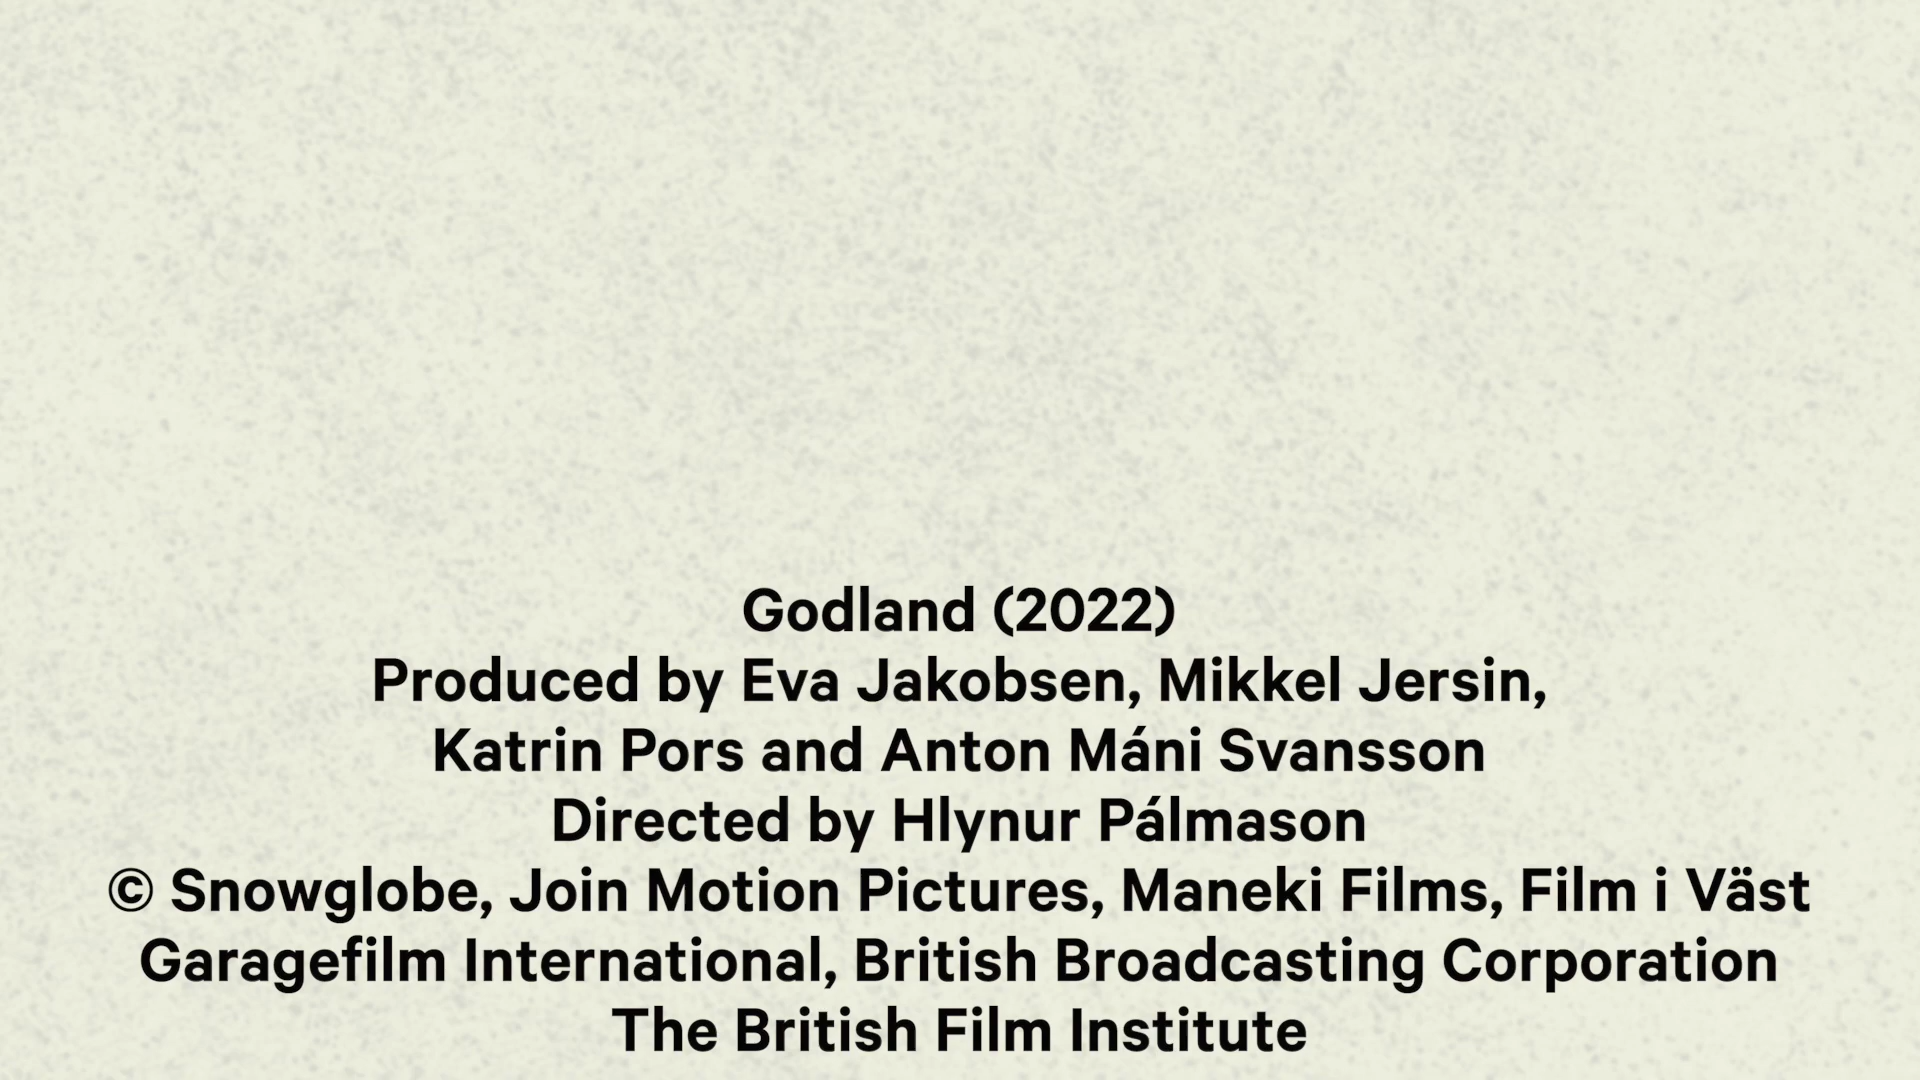 Godland (2022)
Produced by Eva Jakobsen, Mikkel Jersin,
Katrin Pors and Anton Máni Svansson
Directed by Hlynur Pálmason
© Snowglobe, Join Motion Pictures, Maneki Films, Film i Väst
Garagefilm International, British Broadcasting Corporation
The British Film Institute